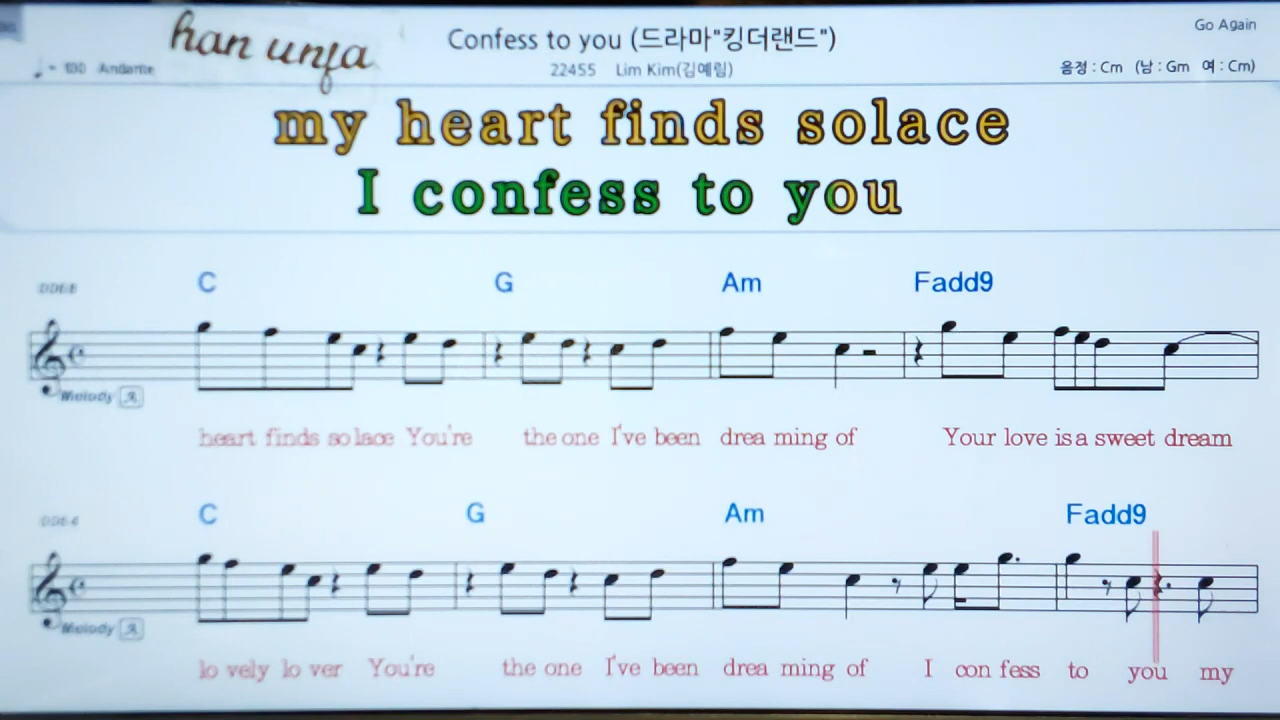 han unja
Confess to you (드라마"킹더랜드")
Go Again
Andante
22455 Lim Kim(김예림)
음정 : Cm (남 : Gm 여 : Cm)
my heart finds solace
I confess to you
C G Am Fadd9
Melody
heart finds so lace You're the one I've been drea ming of Your love is a sweet dream
C G Am Fadd9
Melody
lo vely lo ver You're the one I've been drea ming of I con fess to you my